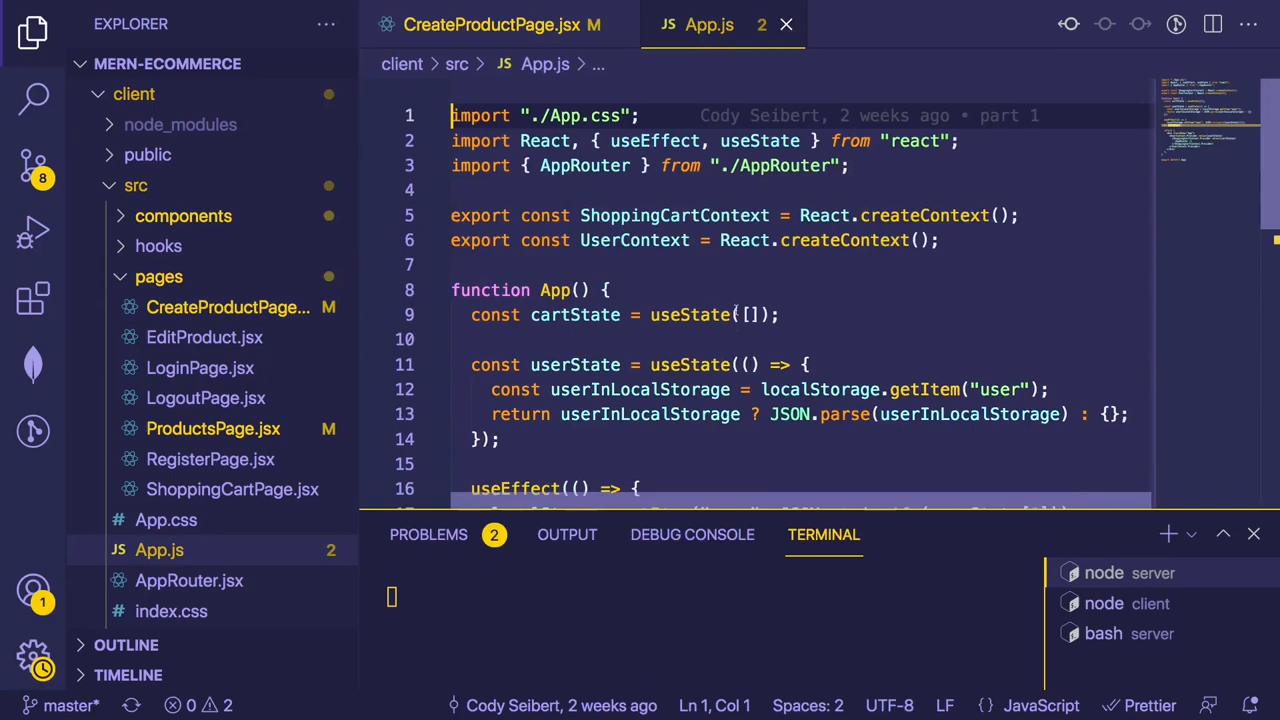 EXPLORER
MERN-ECOMMERCE
client
node_modules
public
src
components
hooks
pages
CreateProductPage... M
EditProduct.jsx
LoginPage.jsx
LogoutPage.jsx
ProductsPage.jsx M
RegisterPage.jsx
ShoppingCartPage.jsx
# App.css
JS App.js 2
AppRouter.jsx
# index.css
OUTLINE
TIMELINE
8
1
CreateProductPage.jsx M
JS App.js 2
client > src > JS App.js > ...
1 import "./App.css"; Cody Seibert, 2 weeks ago • part 1
2 import React, { useEffect, useState } from "react";
3 import { AppRouter } from "./AppRouter";
4
5 export const ShoppingCartContext = React.createContext();
6 export const UserContext = React.createContext();
7
8 function App() {
9 const cartState = useState([]);
10
11 const userState = useState(() => {
12 const userInLocalStorage = localStorage.getItem("user");
13 return userInLocalStorage ? JSON.parse(userInLocalStorage) : {};
14 });
15
16 useEffect(() => {
PROBLEMS 2 OUTPUT DEBUG CONSOLE TERMINAL
node server
node client
bash server
master* 0 2 Cody Seibert, 2 weeks ago Ln 1, Col 1 Spaces: 2 UTF-8 LF {} JavaScript Prettier